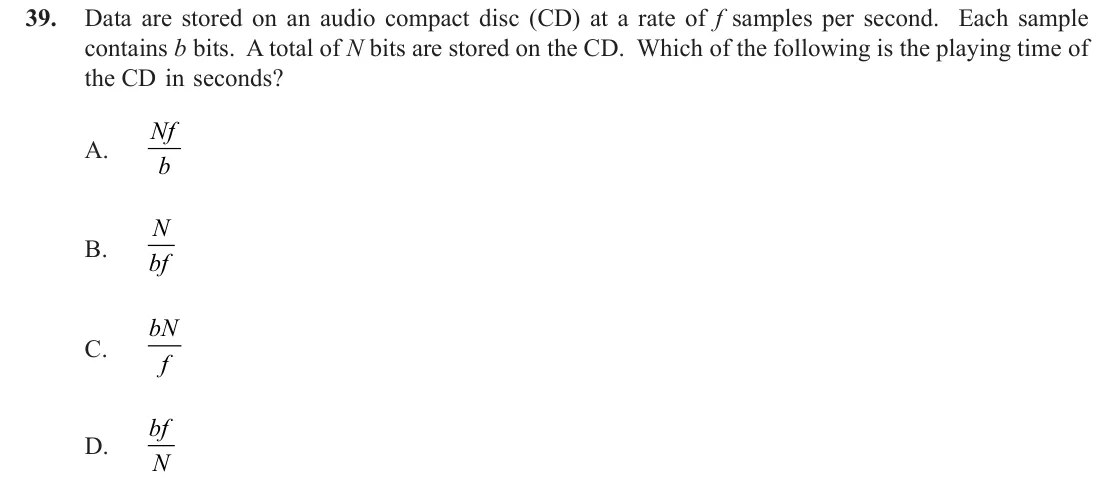 39. Data are stored on an audio compact disc (CD) at a rate of f samples per second. Each sample
contains b bits. A total of N bits are stored on the CD. Which of the following is the playing time of
the CD in seconds?
A. Nf/b
B. N/bf
C. bN/f
D. bf/N